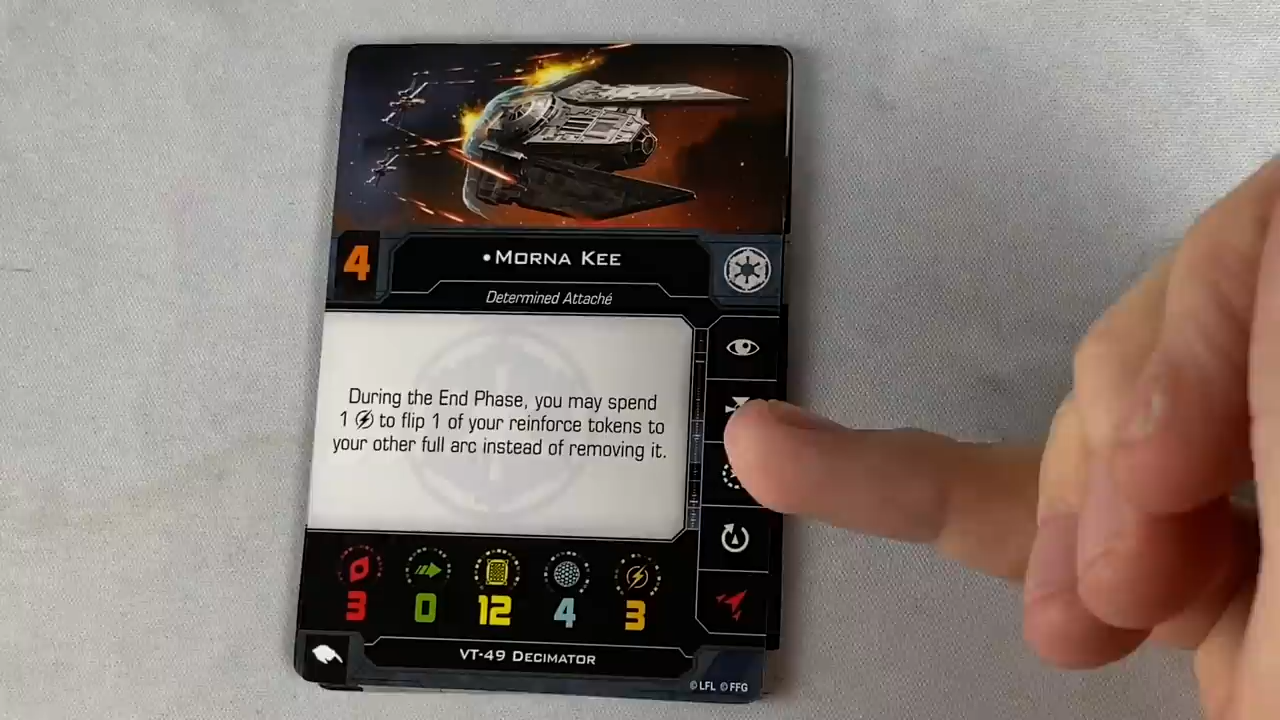 4
•Morna Kee
Determined Attaché
During the End Phase, you may spend
1 to flip 1 of your reinforce tokens to
your other full arc instead of removing it.
3 0 12 4 3
VT-49 Decimator
© LFL © FFG